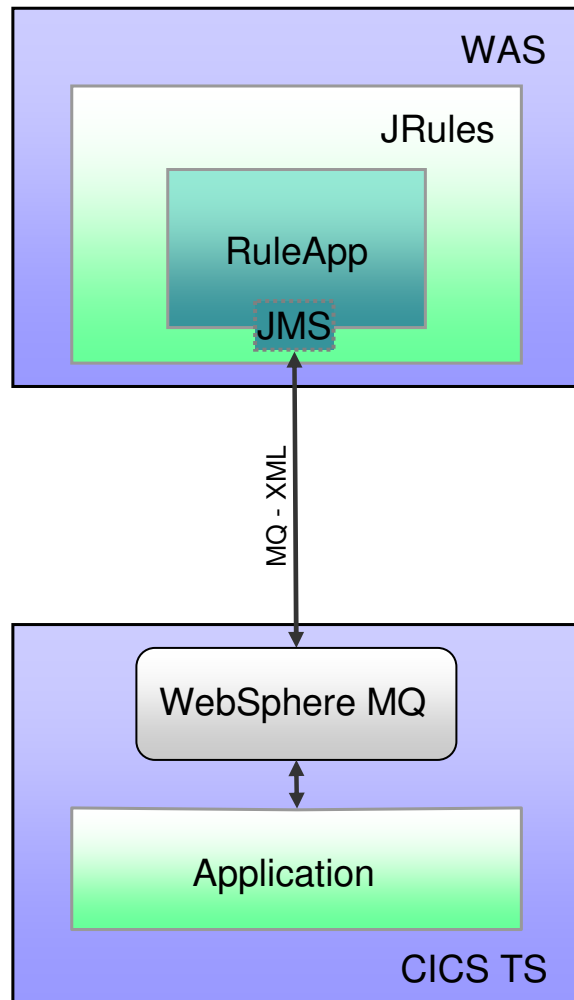 WAS
JRules
RuleApp
JMS
MQ - XML
WebSphere MQ
Application
CICS TS